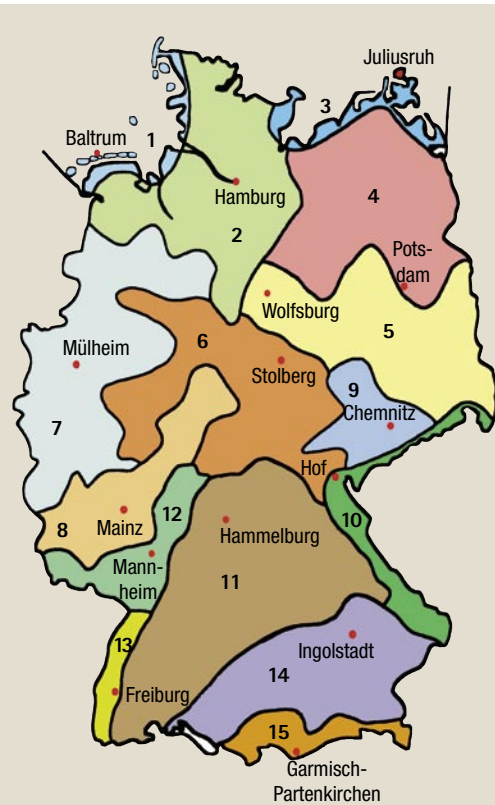 Juliusruh
3
Baltrum
1
4
Hamburg
2
Pots-
dam
Wolfsburg
5
6
Mülheim
Stolberg
9
Chemnitz
7
Hof
8
Mainz
12
Hammelburg
10
Mann-
heim
11
13
Ingolstadt
14
Freiburg
15
Garmisch-
Partenkirchen